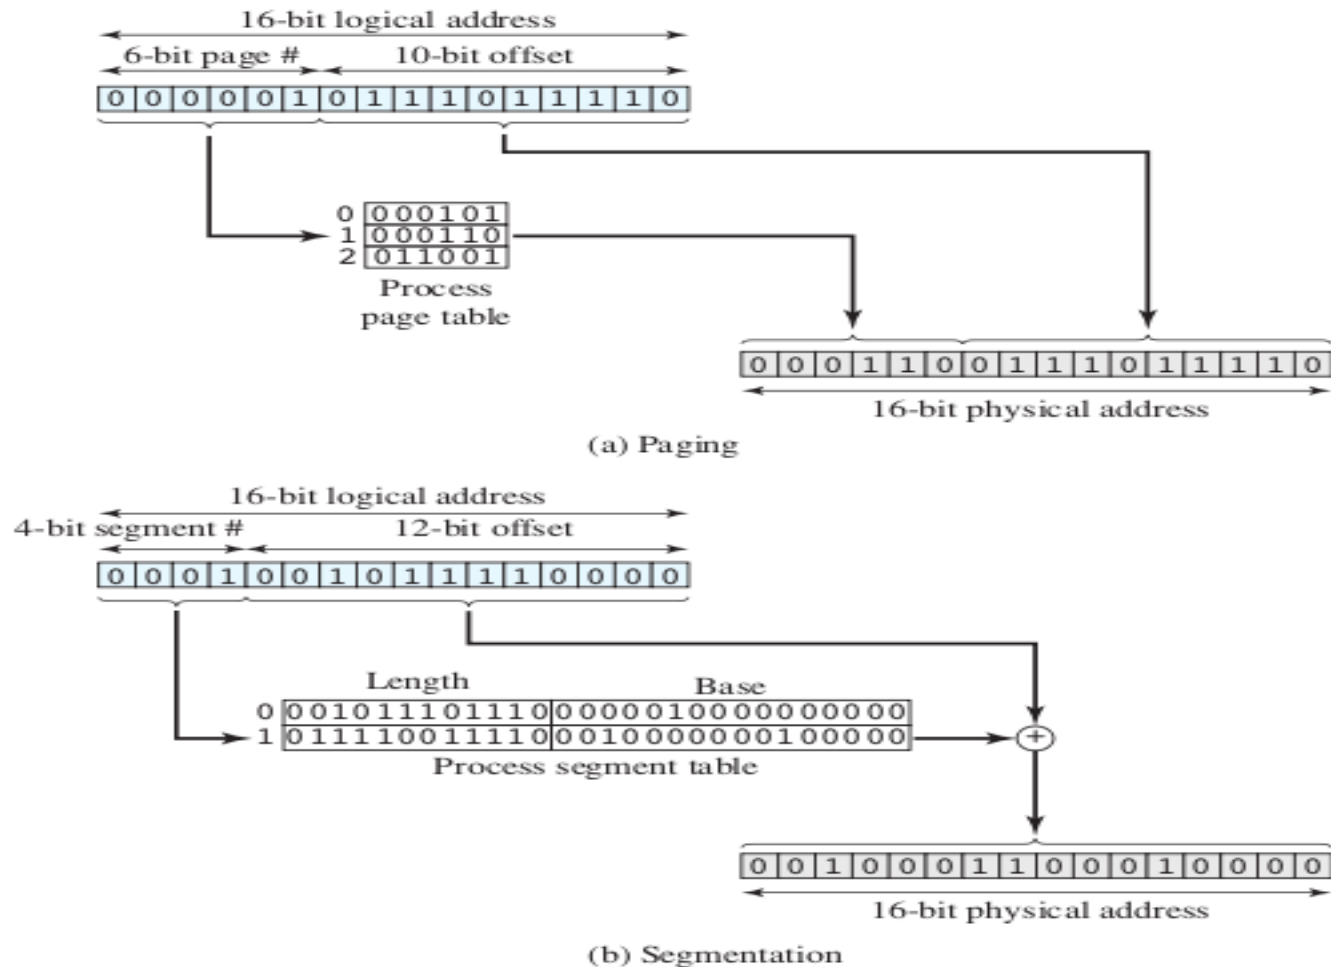 16-bit logical address
6-bit page # 10-bit offset
0 0 0 0 0 1 0 1 1 1 0 1 1 1 1 0
0 000101
1 000110
2 011001
Process
page table
0 0 0 1 1 0 0 1 1 1 0 1 1 1 1 0
16-bit physical address
(a) Paging
16-bit logical address
4-bit segment # 12-bit offset
0 0 0 1 0 0 1 0 1 1 1 1 0 0 0 0
Length Base
0 001011101110 0000010000000000
1 011110011110 0010000000100000
Process segment table
+
0 0 1 0 0 0 1 1 0 0 0 1 0 0 0 0
16-bit physical address
(b) Segmentation